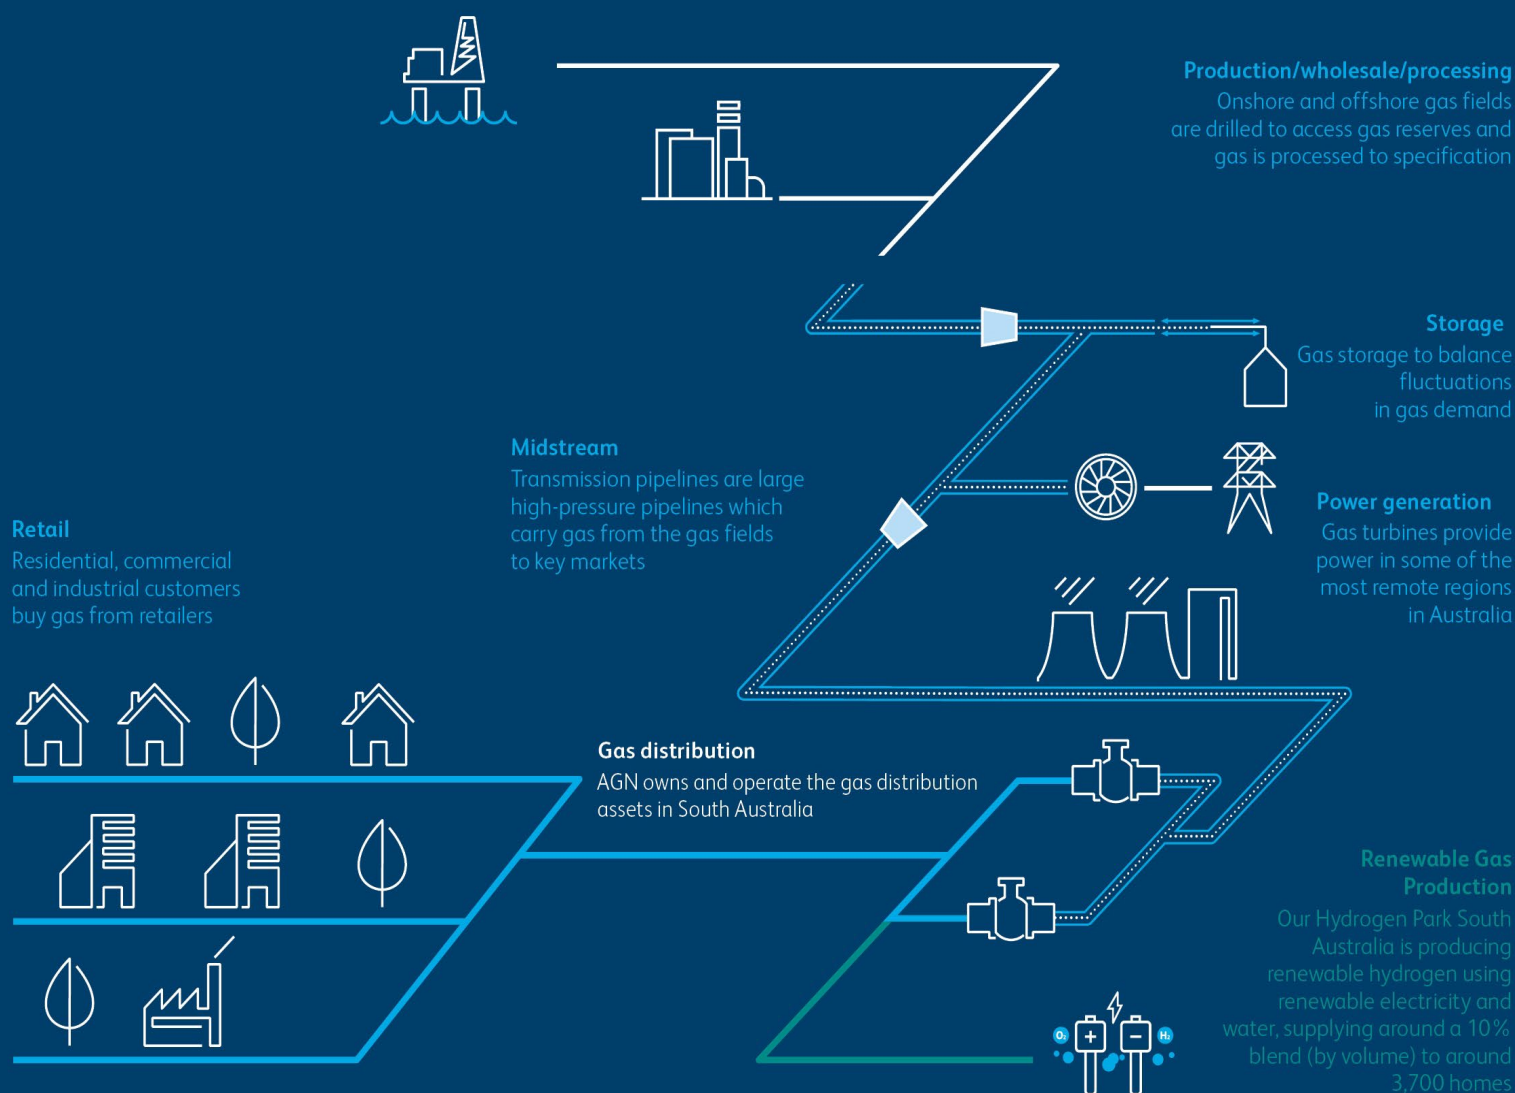 Production/wholesale/processing
Onshore and offshore gas fields
are drilled to access gas reserves and
gas is processed to specification
Storage
Gas storage to balance
fluctuations
in gas demand
Midstream
Transmission pipelines are large
high-pressure pipelines which
carry gas from the gas fields
to key markets
Power generation
Gas turbines provide
power in some of the
most remote regions
in Australia
Retail
Residential, commercial
and industrial customers
buy gas from retailers
Gas distribution
AGN owns and operate the gas distribution
assets in South Australia
Renewable Gas
Production
Our Hydrogen Park South
Australia is producing
renewable hydrogen using
renewable electricity and
water, supplying around a 10%
blend (by volume) to around
3,700 homes
O₂
+
−
H₂